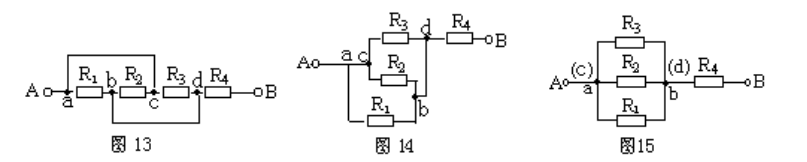 A a R₁ b R₂ c R₃ d R₄ B
图 13
A a c R₃ d R₄ B
R₂
b
R₁
图 14
R₃
A (c) a R₂ (d) b R₄ B
R₁
图15